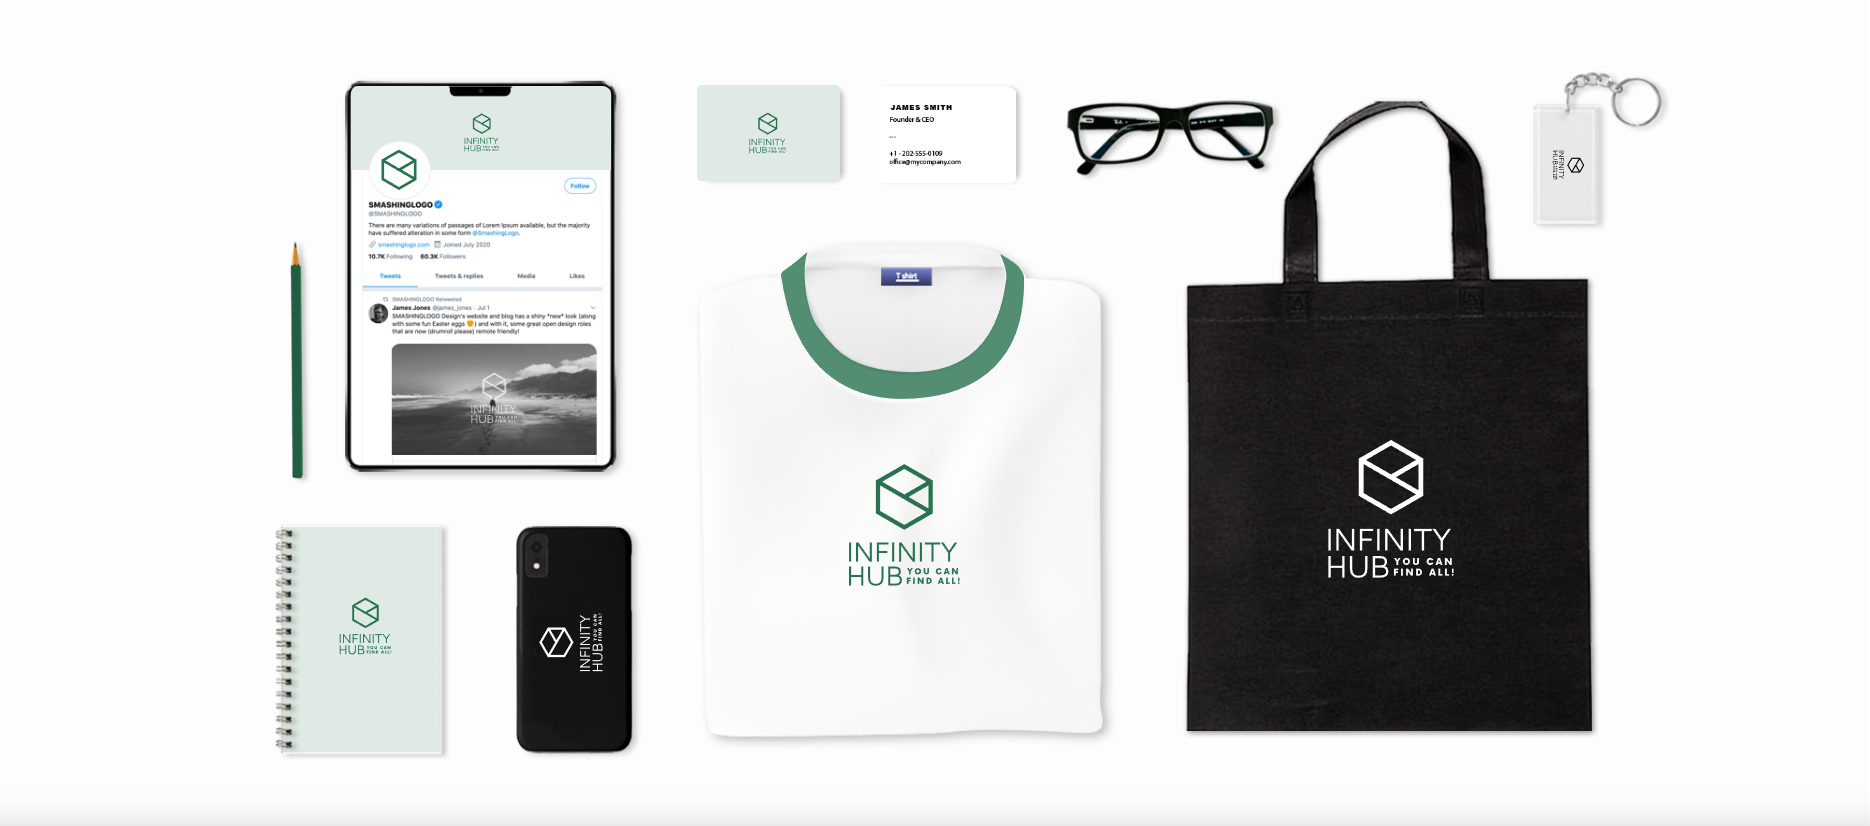 INFINITY
HUB YOU CAN
FIND ALL!
Follow
SMASHINGLOGO
@SMASHINGLOGO
There are many variations of passages of Lorem Ipsum available, but the majority
have suffered alteration in some form @SmashingLogo.
smashinglogo.com Joined July 2020
10.7K Following 60.3K Followers
Tweets Tweets & replies Media Likes
SMASHINGLOGO Retweeted
James Jones @james_jones · Jul 1
SMASHINGLOGO Design's website and blog has a shiny *new* look (along
with some fun Easter eggs 😲) and with it, some great open design roles
that are now (drumroll please) remote friendly!
INFINITY
HUB YOU CAN
FIND ALL!
INFINITY
HUB YOU CAN
FIND ALL!
JAMES SMITH
Founder & CEO
---
+1 - 202-555-0109
office@mycompany.com
INFINITY
HUB
T shirt
INFINITY
HUB YOU CAN
FIND ALL!
INFINITY
HUB YOU CAN
FIND ALL!
INFINITY
HUB YOU CAN
FIND ALL!
INFINITY
HUB YOU CAN
FIND ALL!